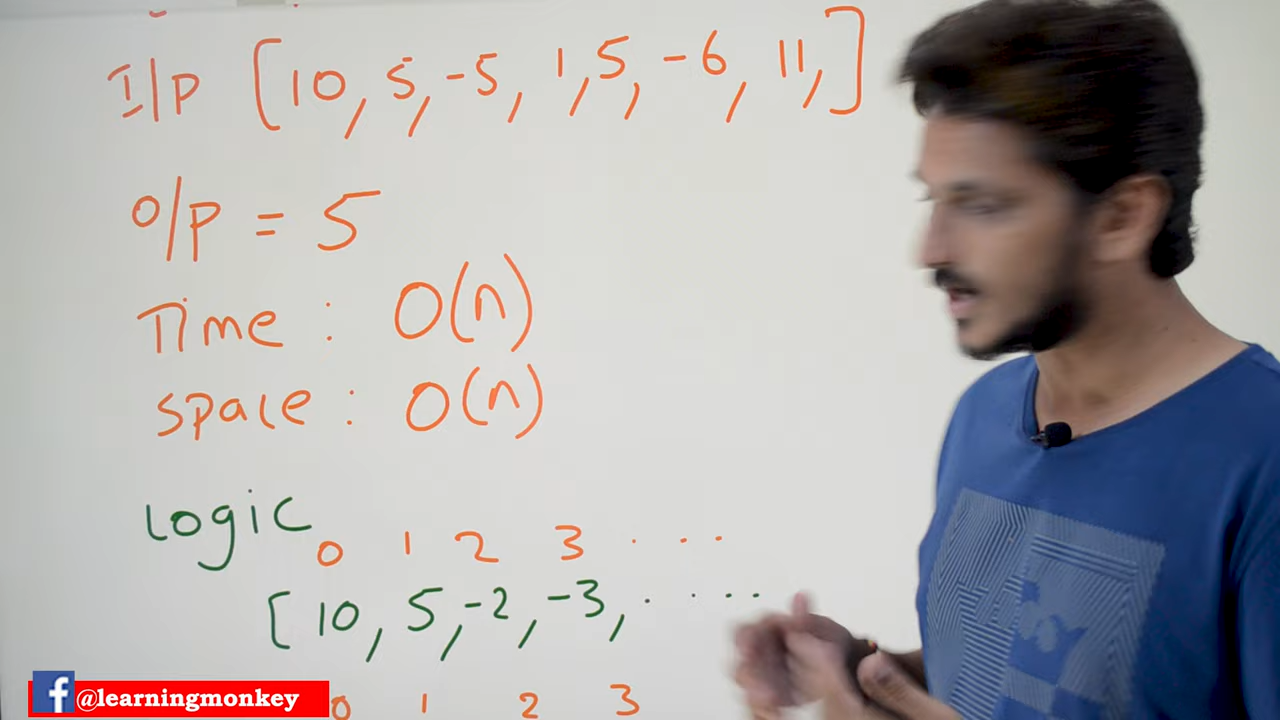 I/p [10, 5, -5, 1, 5, -6, 11, ]
o/p = 5
Time : O(n)
space : O(n)
Logic
0 1 2 3 . . .
[10, 5, -2, -3, . . . .
0 1 2 3
f @learningmonkey